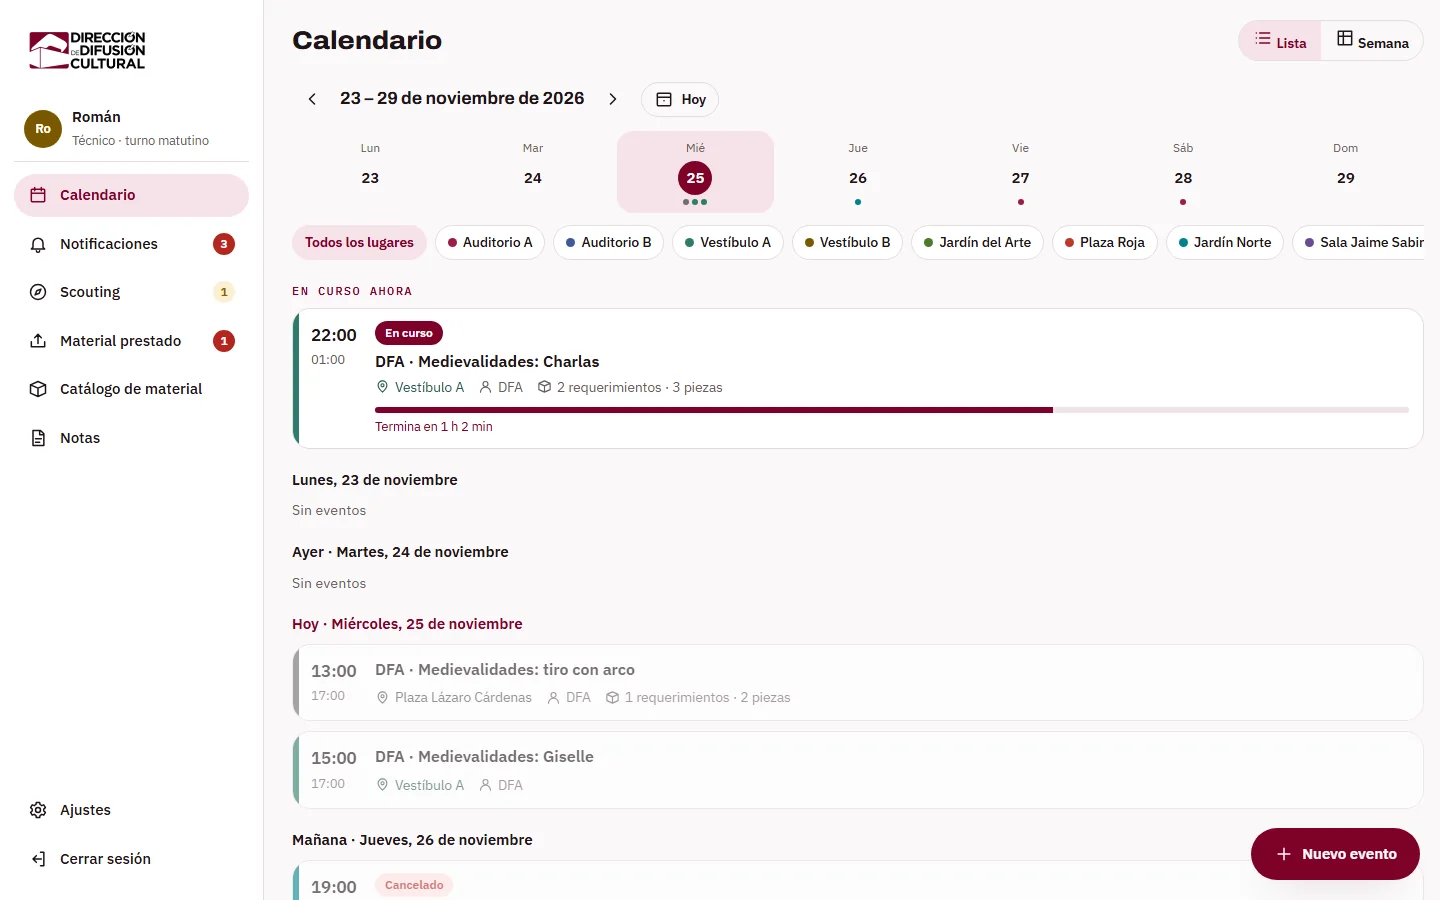 DIRECCIÓN
DE DIFUSIÓN
CULTURAL
Ro
Román
Técnico · turno matutino
Calendario
Notificaciones 3
Scouting 1
Material prestado 1
Catálogo de material
Notas
Ajustes
Cerrar sesión
Calendario
Lista
Semana
23 – 29 de noviembre de 2026
Hoy
Lun Mar Mié Jue Vie Sáb Dom
23 24 25 26 27 28 29
Todos los lugares Auditorio A Auditorio B Vestíbulo A Vestíbulo B Jardín del Arte Plaza Roja Jardín Norte Sala Jaime Sabin
EN CURSO AHORA
22:00 En curso
01:00
DFA · Medievalidades: Charlas
Vestíbulo A DFA 2 requerimientos · 3 piezas
Termina en 1 h 2 min
Lunes, 23 de noviembre
Sin eventos
Ayer · Martes, 24 de noviembre
Sin eventos
Hoy · Miércoles, 25 de noviembre
13:00 DFA · Medievalidades: tiro con arco
17:00 Plaza Lázaro Cárdenas DFA 1 requerimientos · 2 piezas
15:00 DFA · Medievalidades: Giselle
17:00 Vestíbulo A DFA
Mañana · Jueves, 26 de noviembre
19:00 Cancelado
Nuevo evento